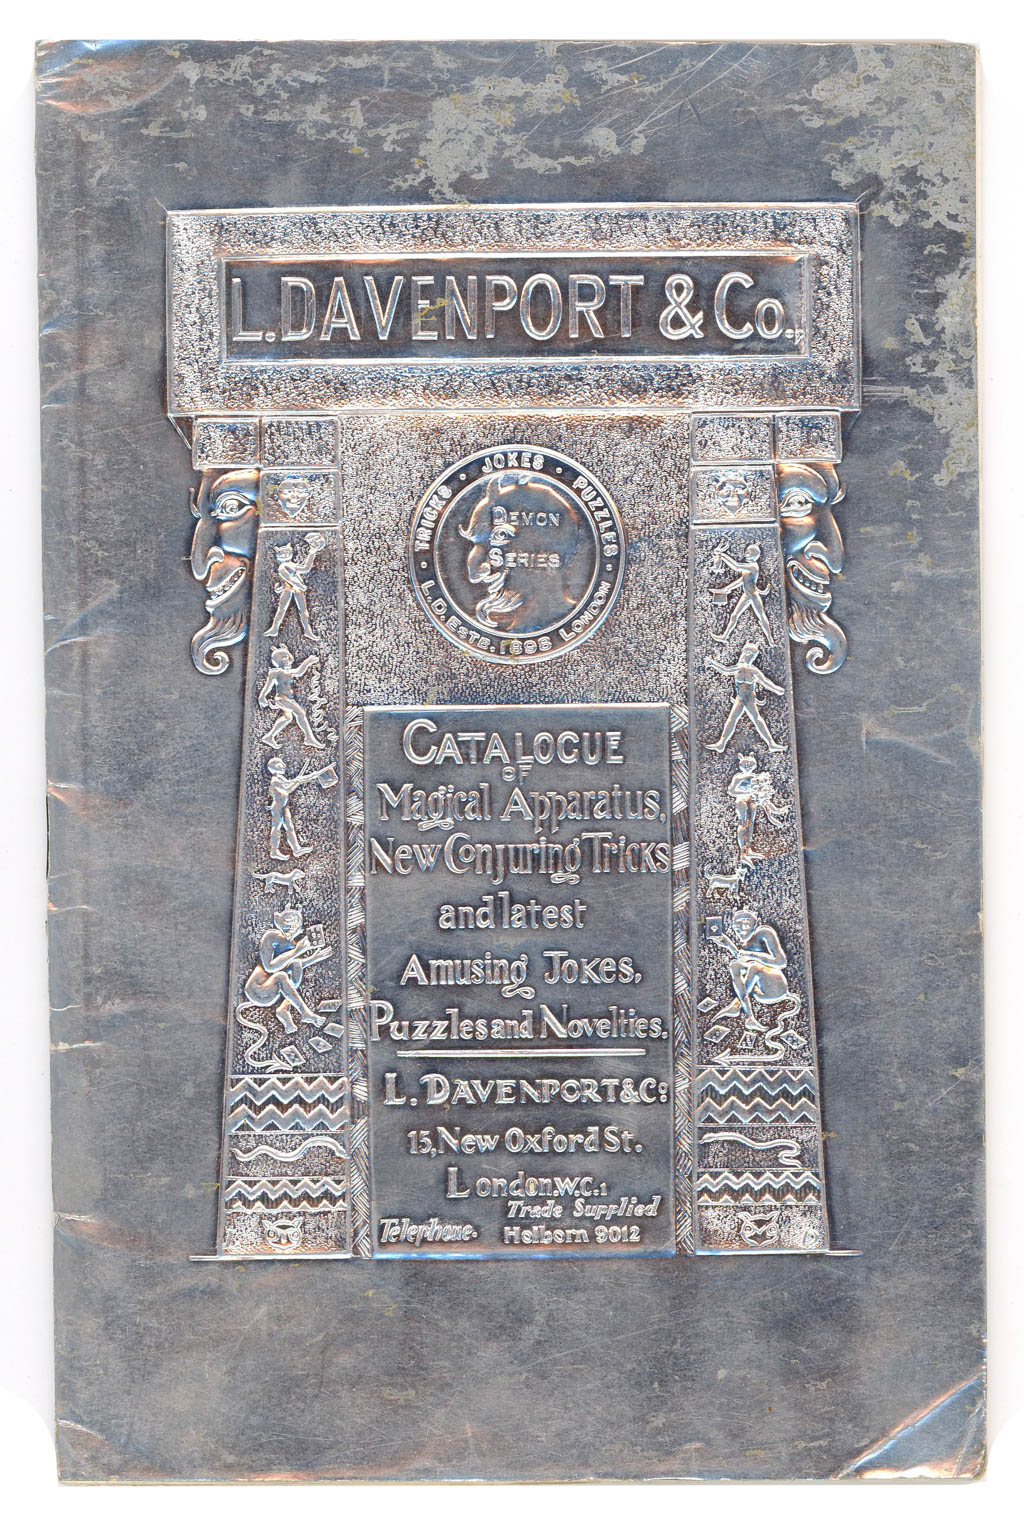 L. DAVENPORT & Co.
· TRICKS · JOKES · PUZZLES ·
L.D. ESTB. 1898 LONDON
DEMON
SERIES
CATALOGUE
OF
Magical Apparatus,
New Conjuring Tricks
and latest
Amusing Jokes,
Puzzles and Novelties.
L. DAVENPORT & Co:
15, New Oxford St.
London. W.C.1
Trade Supplied
Telephone. Holborn 9012